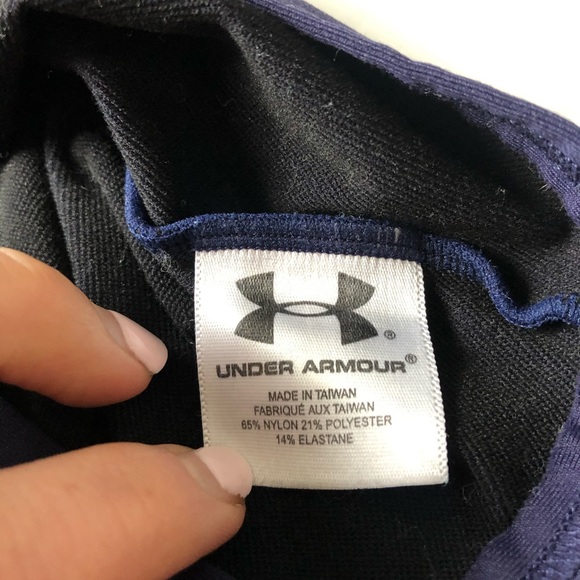 ®
UNDER ARMOUR®
MADE IN TAIWAN
FABRIQUÉ AUX TAIWAN
65% NYLON 21% POLYESTER
14% ELASTANE